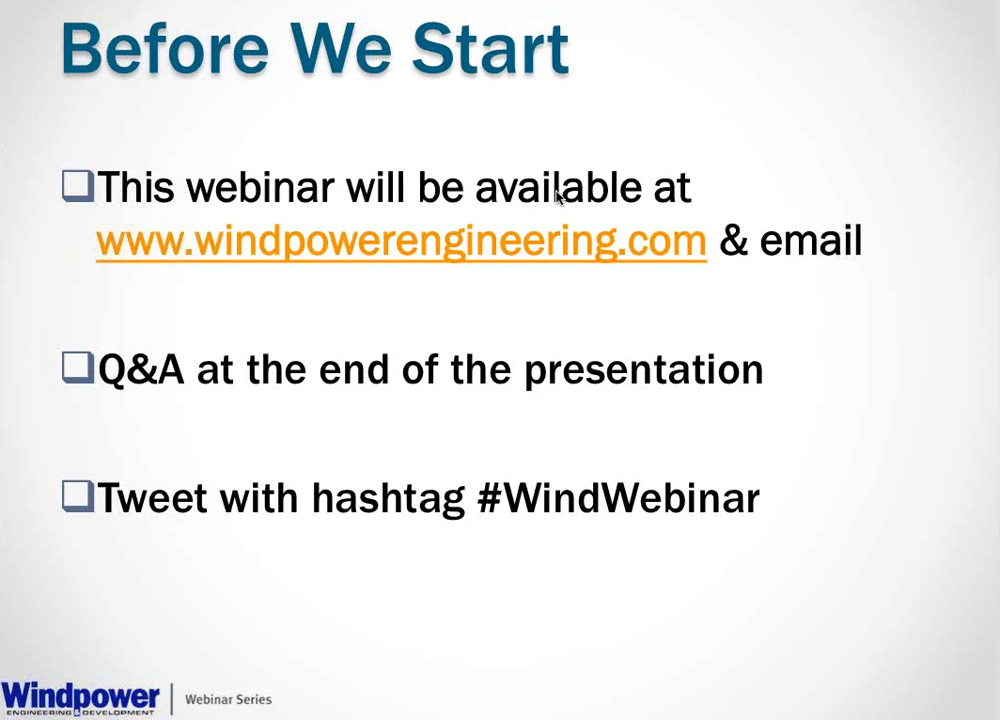 Before We Start
This webinar will be available at
www.windpowerengineering.com & email
Q&A at the end of the presentation
Tweet with hashtag #WindWebinar
Windpower
ENGINEERING & DEVELOPMENT
Webinar Series